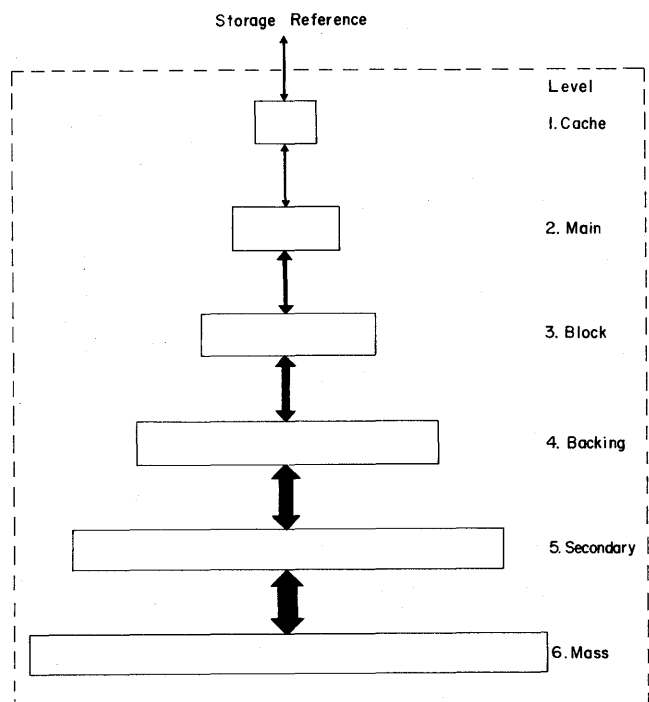 Storage Reference
Level
1. Cache
2. Main
3. Block
4. Backing
5. Secondary
6. Mass